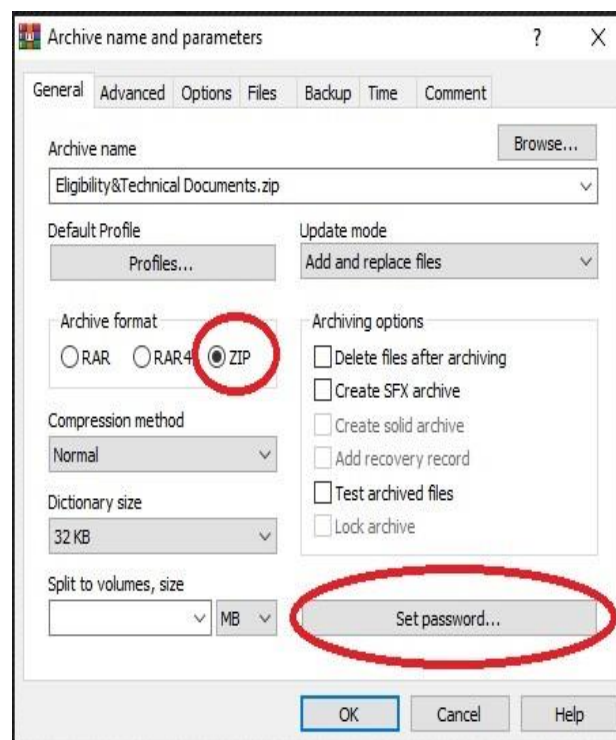 Archive name and parameters ? X
General Advanced Options Files Backup Time Comment
Archive name Browse...
Eligibility&Technical Documents.zip
Default Profile Update mode
Profiles... Add and replace files
Archive format Archiving options
RAR RAR4 ZIP Delete files after archiving
Create SFX archive
Compression method Create solid archive
Normal Add recovery record
Dictionary size Test archived files
32 KB Lock archive
Split to volumes, size
MB Set password...
OK Cancel Help